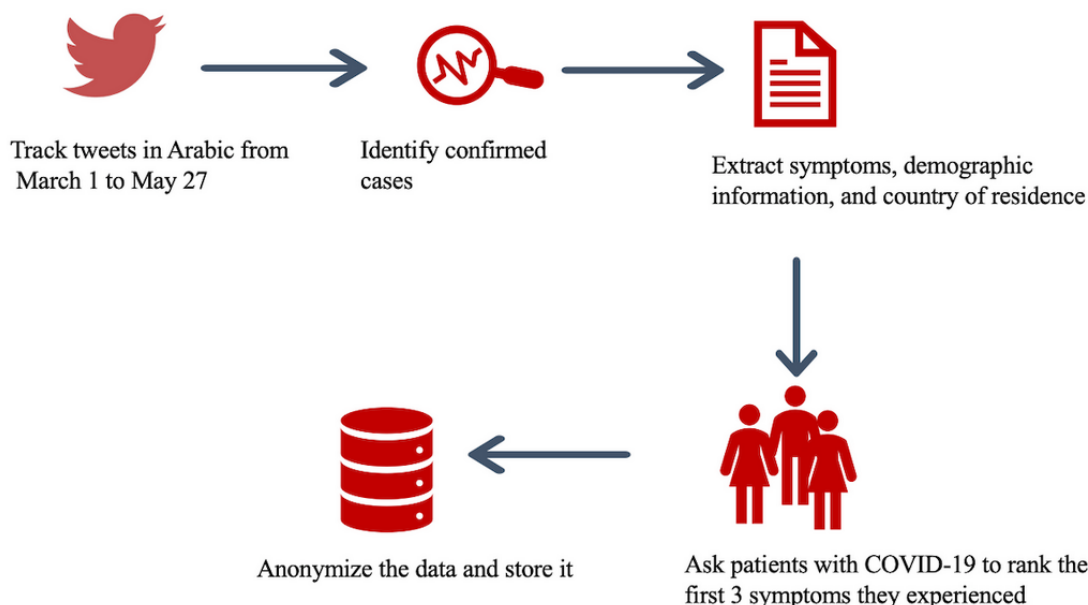 Track tweets in Arabic from
March 1 to May 27
Identify confirmed
cases
Extract symptoms, demographic
information, and country of residence
Ask patients with COVID-19 to rank the
first 3 symptoms they experienced
Anonymize the data and store it